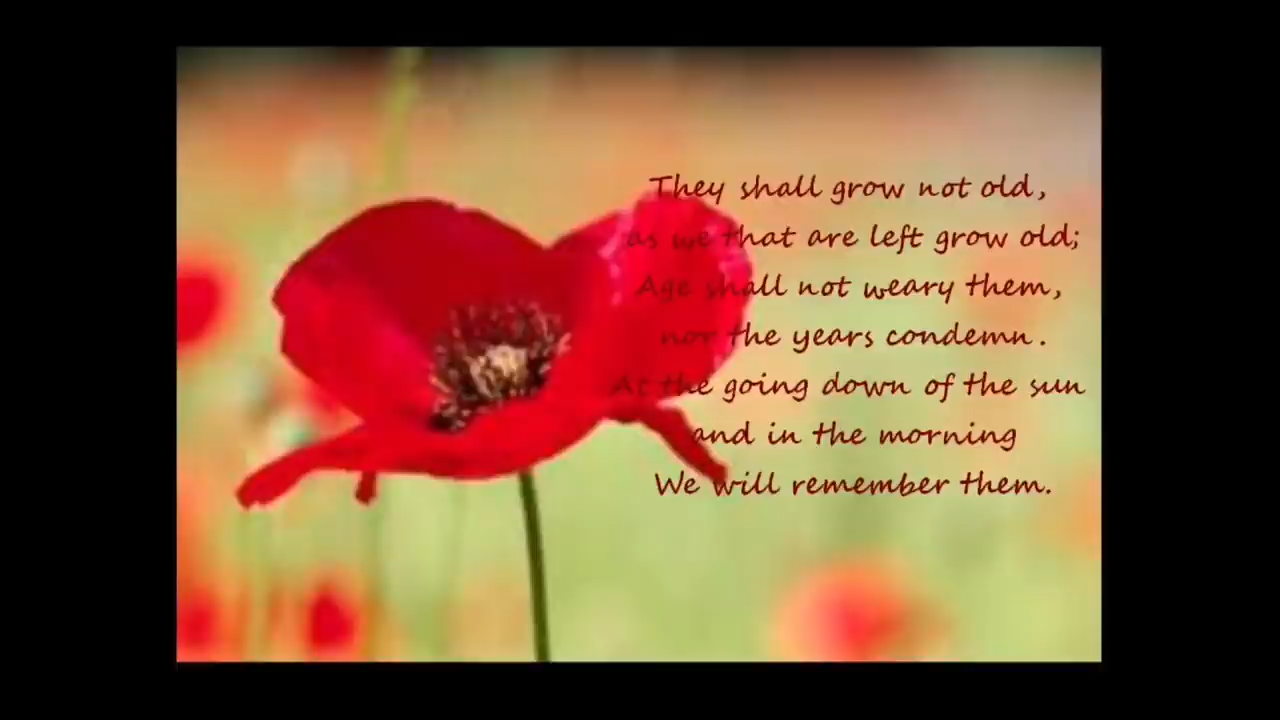 They shall grow not old,
as we that are left grow old;
Age shall not weary them,
nor the years condemn.
At the going down of the sun
and in the morning
We will remember them.